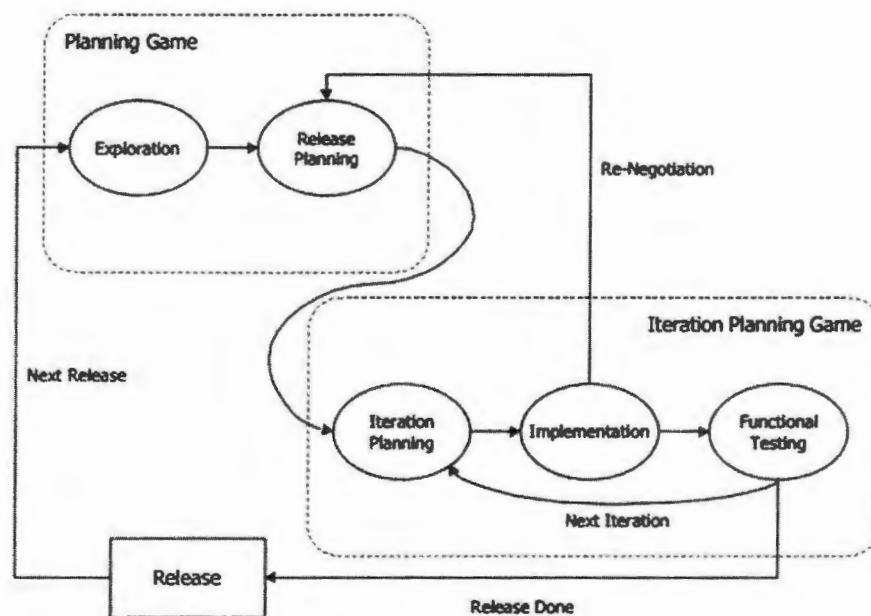 Planning Game
Exploration
Release
Planning
Re-Negotiation
Iteration Planning Game
Next Release
Iteration
Planning
Implementation
Functional
Testing
Next Iteration
Release
Release Done